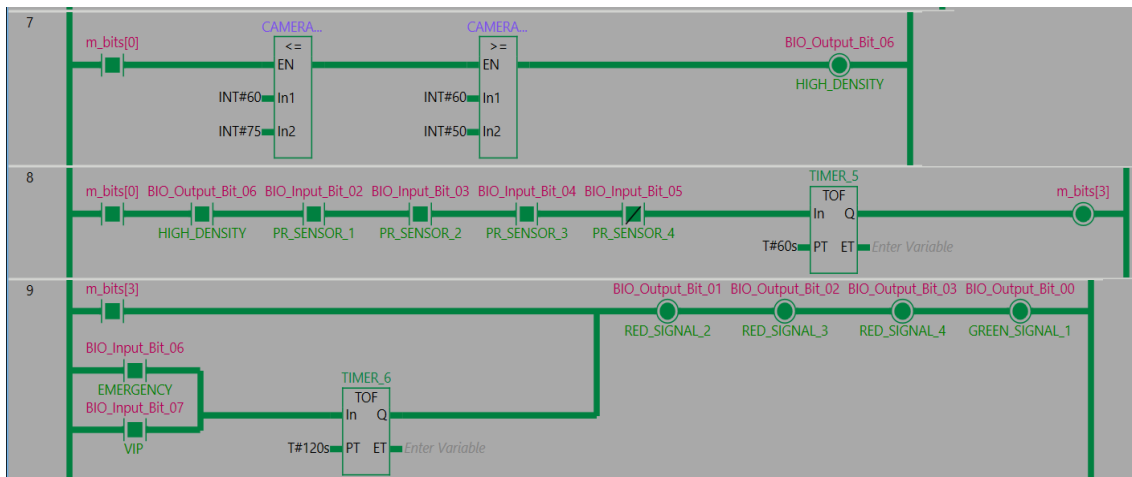 7
CAMERA... CAMERA...
m_bits[0] <= >= BIO_Output_Bit_06
EN EN
HIGH_DENSITY
INT#60 In1 INT#60 In1
INT#75 In2 INT#50 In2
8
TIMER_5
m_bits[0] BIO_Output_Bit_06 BIO_Input_Bit_02 BIO_Input_Bit_03 BIO_Input_Bit_04 BIO_Input_Bit_05 TOF m_bits[3]
In Q
HIGH_DENSITY PR_SENSOR_1 PR_SENSOR_2 PR_SENSOR_3 PR_SENSOR_4
T#60s PT ET Enter Variable
9
m_bits[3] BIO_Output_Bit_01 BIO_Output_Bit_02 BIO_Output_Bit_03 BIO_Output_Bit_00
RED_SIGNAL_2 RED_SIGNAL_3 RED_SIGNAL_4 GREEN_SIGNAL_1
BIO_Input_Bit_06
EMERGENCY TIMER_6
BIO_Input_Bit_07 TOF
In Q
VIP T#120s PT ET Enter Variable